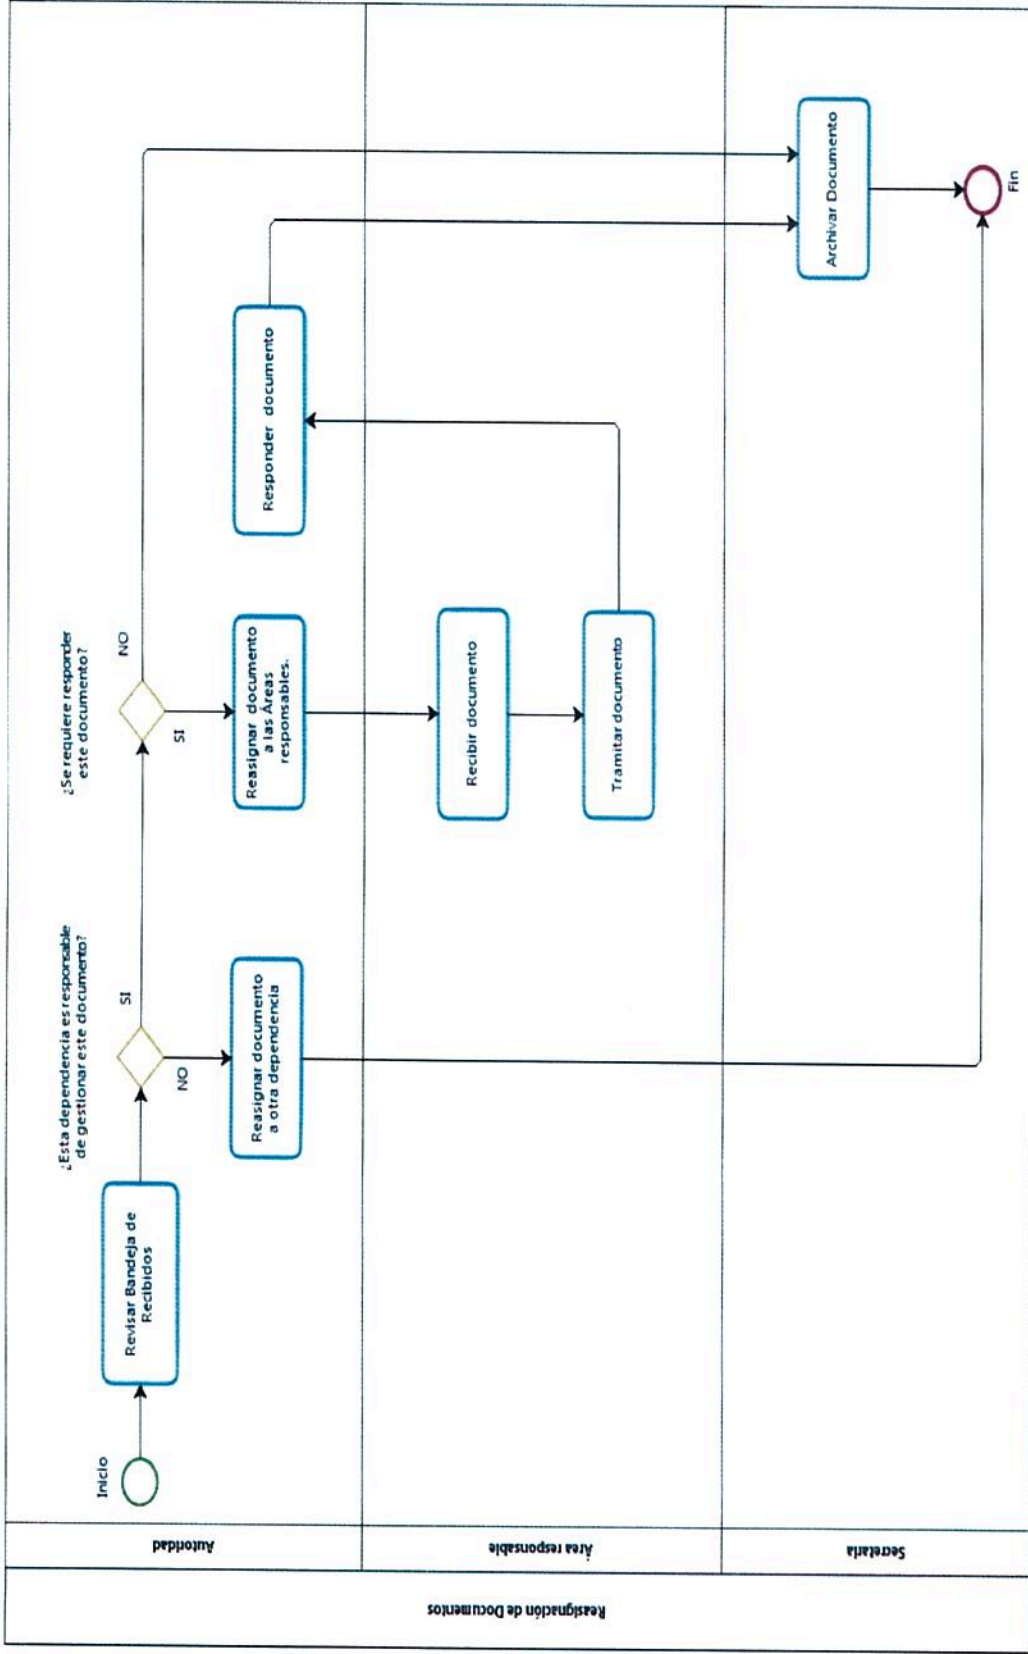 Reasignación de Documentos
Autoridad
Inicio
Revisar Bandeja de
Recibidos
¿Esta dependencia es responsable
de gestionar este documento?
SI
NO
Reasignar documento
a otra dependencia
¿Se requiere responder
este documento?
NO
SI
Reasignar documento
a las Áreas
responsables.
Responder documento
Área responsable
Recibir documento
Tramitar documento
Secretaria
Archivar Documento
Fin